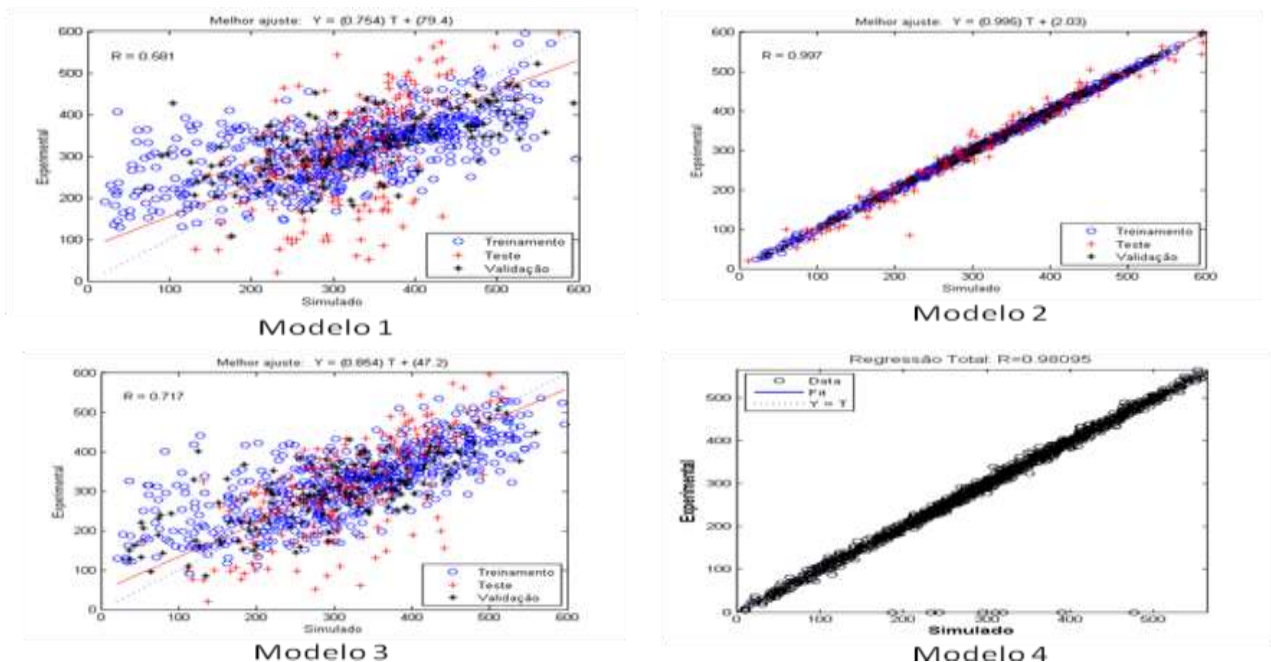 Melhor ajuste: Y = (0.754) T + (79.4)
R = 0.581
600
500
400
300
200
100
0
Experimental
Treinamento
Teste
Validação
0 100 200 300 400 500 600
Simulado
Modelo 1
Melhor ajuste: Y = (0.995) T + (2.03)
R = 0.997
600
500
400
300
200
100
0
Experimental
Treinamento
Teste
Validação
0 100 200 300 400 500 600
Simulado
Modelo 2
Melhor ajuste: Y = (0.854) T + (47.2)
R = 0.717
600
500
400
300
200
100
0
Experimental
Treinamento
Teste
Validação
0 100 200 300 400 500 600
Simulado
Modelo 3
Regressão Total: R=0.98095
Data
Fit
Y = T
500
400
300
200
100
0
Experimental
100 200 300 400 500
Simulado
Modelo 4